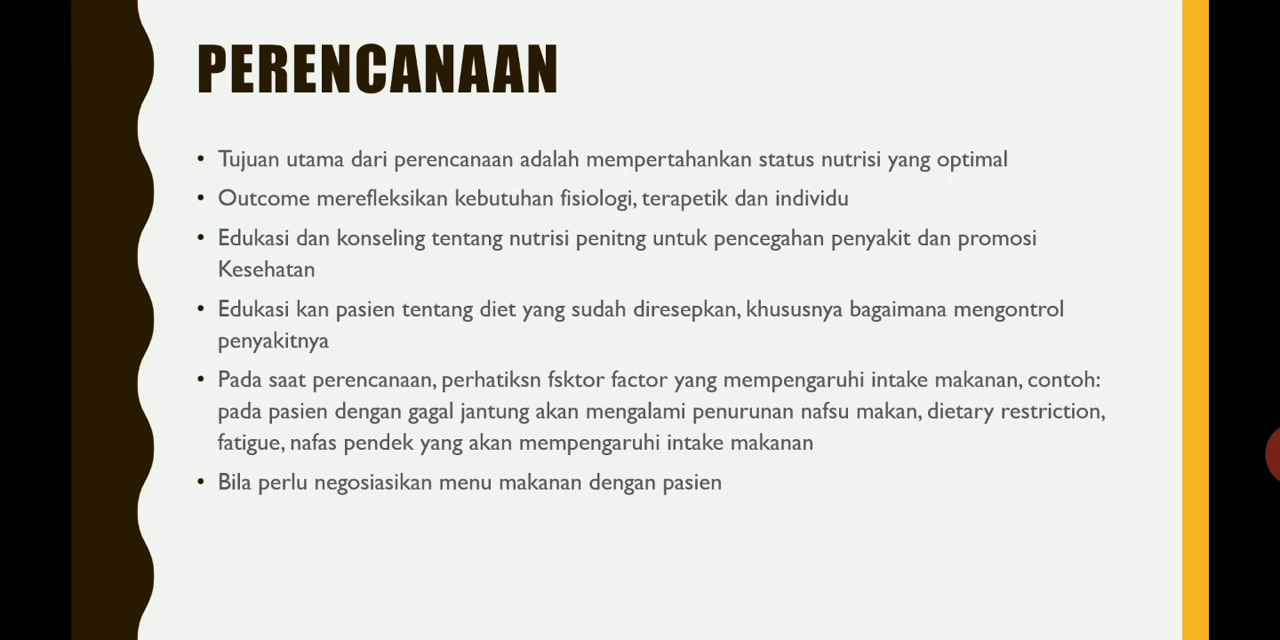 PERENCANAAN
• Tujuan utama dari perencanaan adalah mempertahankan status nutrisi yang optimal
• Outcome merefleksikan kebutuhan fisiologi, terapetik dan individu
• Edukasi dan konseling tentang nutrisi penitng untuk pencegahan penyakit dan promosi
Kesehatan
• Edukasi kan pasien tentang diet yang sudah diresepkan, khususnya bagaimana mengontrol
penyakitnya
• Pada saat perencanaan, perhatiksn fsktor factor yang mempengaruhi intake makanan, contoh:
pada pasien dengan gagal jantung akan mengalami penurunan nafsu makan, dietary restriction,
fatigue, nafas pendek yang akan mempengaruhi intake makanan
• Bila perlu negosiasikan menu makanan dengan pasien